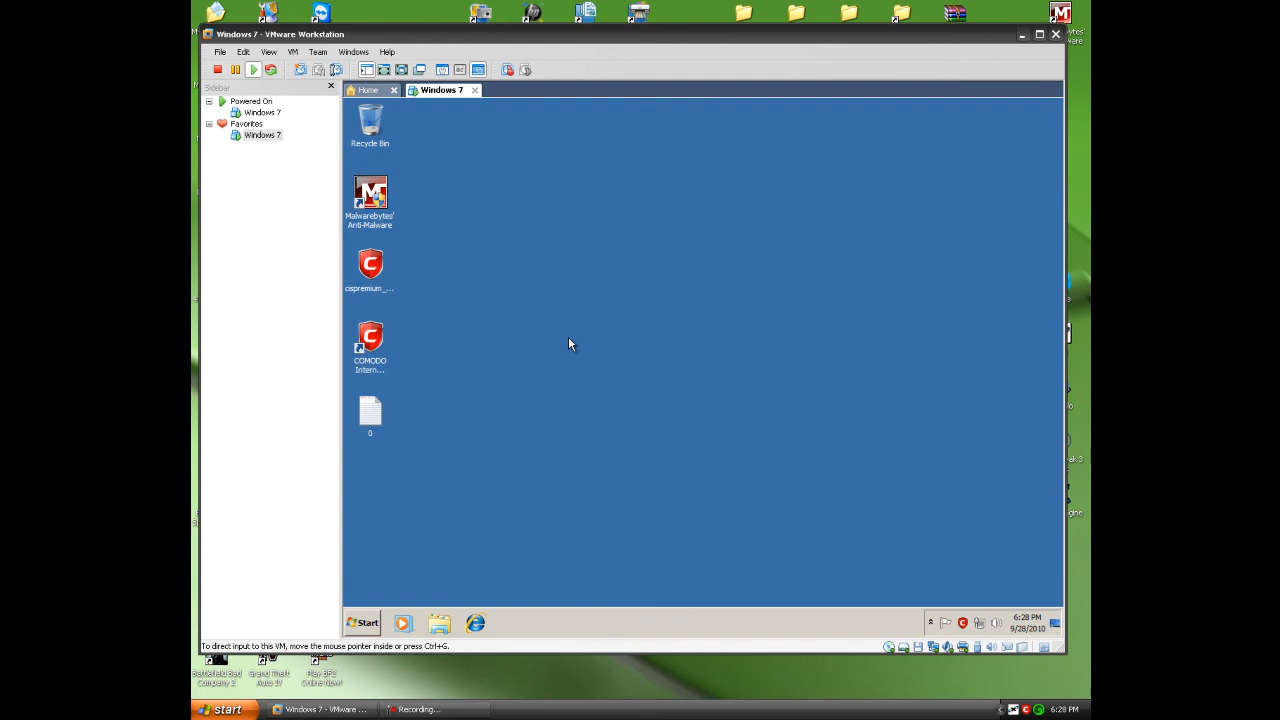 Windows 7 - VMware Workstation
File Edit View VM Team Windows Help
Sidebar
Home
Windows 7
Powered On
Windows 7
Favorites
Windows 7
Recycle Bin
Malwarebytes'
Anti-Malware
cispremium_...
COMODO
Intern...
0
Start
6:28 PM
9/28/2010
To direct input to this VM, move the mouse pointer inside or press Ctrl+G.
Battlefield Bad
Company 2
Grand Theft
Auto IV
Play BF2
Online Now!
start
Windows 7 - VMware ...
Recording...
6:28 PM